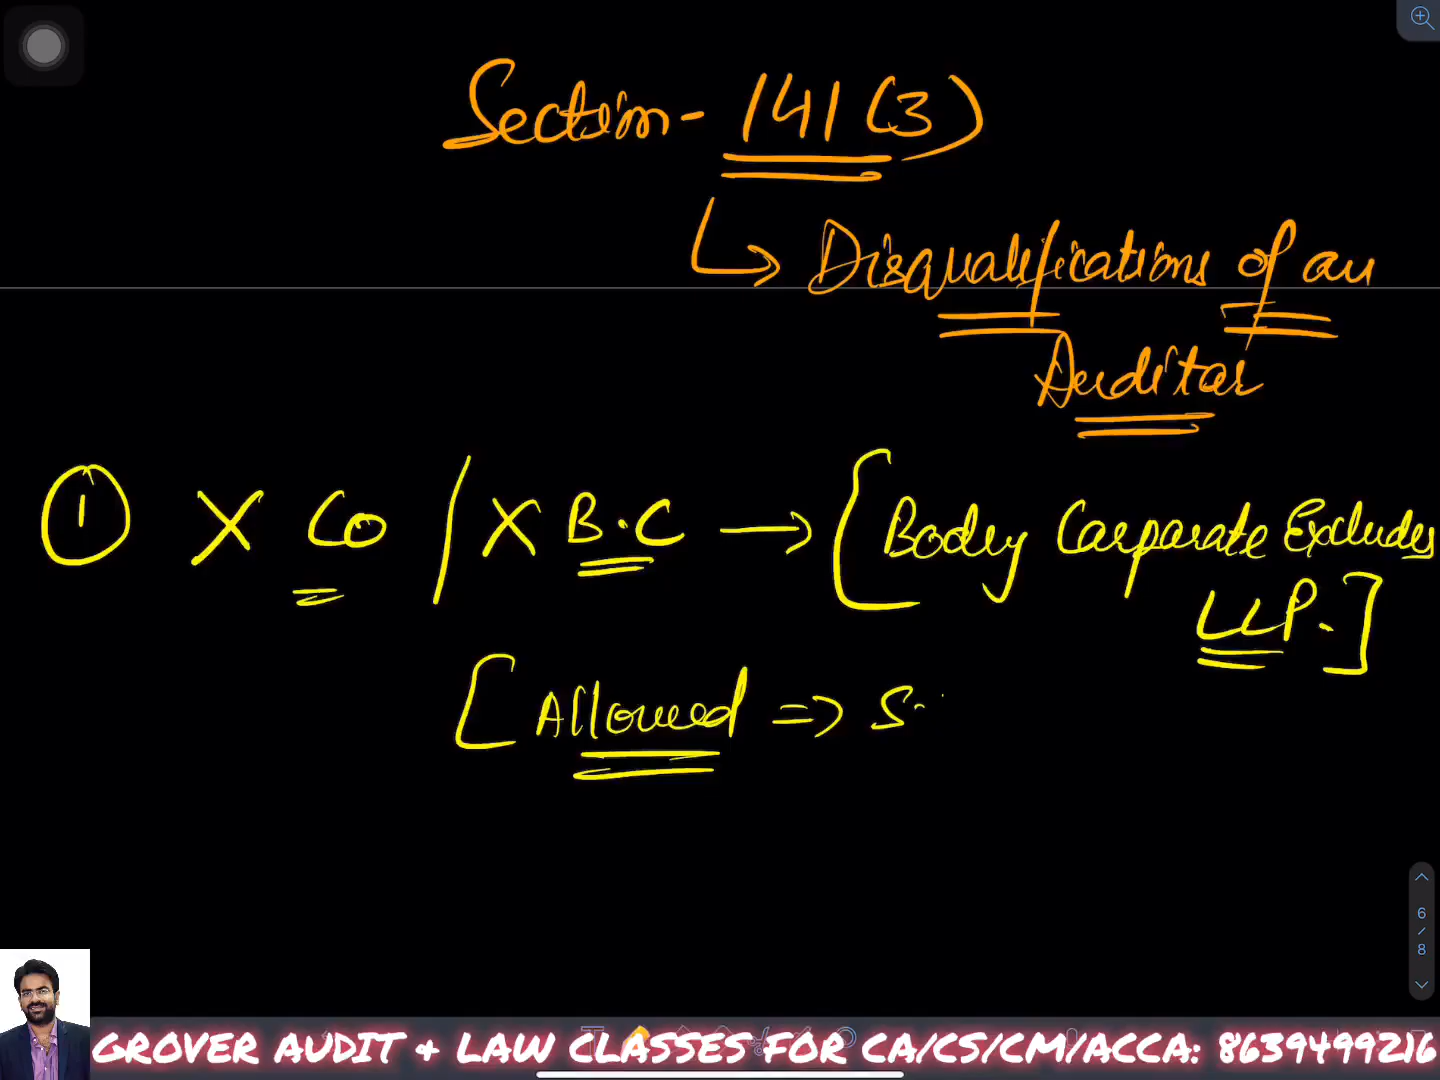 Section - 141 (3)
↳ Disqualifications of an
Auditor
① X Co / X B.C → [Body Corporate Excludes
LLP.]
[Allowed ⇒ S.
6
/
8
GROVER AUDIT + LAW CLASSES FOR CA/CS/CM/ACCA: 8639499216